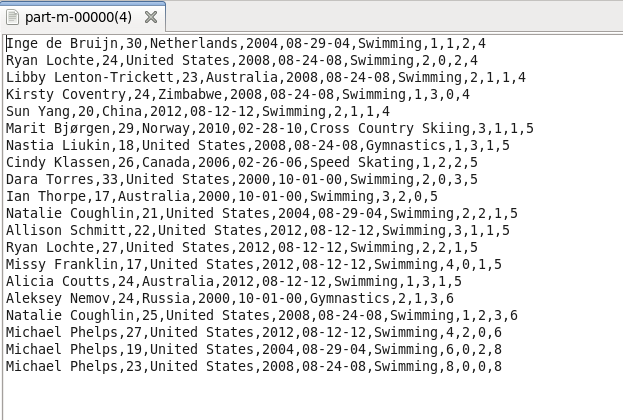 part-m-00000(4)
Inge de Bruijn,30,Netherlands,2004,08-29-04,Swimming,1,1,2,4
Ryan Lochte,24,United States,2008,08-24-08,Swimming,2,0,2,4
Libby Lenton-Trickett,23,Australia,2008,08-24-08,Swimming,2,1,1,4
Kirsty Coventry,24,Zimbabwe,2008,08-24-08,Swimming,1,3,0,4
Sun Yang,20,China,2012,08-12-12,Swimming,2,1,1,4
Marit Bjørgen,29,Norway,2010,02-28-10,Cross Country Skiing,3,1,1,5
Nastia Liukin,18,United States,2008,08-24-08,Gymnastics,1,3,1,5
Cindy Klassen,26,Canada,2006,02-26-06,Speed Skating,1,2,2,5
Dara Torres,33,United States,2000,10-01-00,Swimming,2,0,3,5
Ian Thorpe,17,Australia,2000,10-01-00,Swimming,3,2,0,5
Natalie Coughlin,21,United States,2004,08-29-04,Swimming,2,2,1,5
Allison Schmitt,22,United States,2012,08-12-12,Swimming,3,1,1,5
Ryan Lochte,27,United States,2012,08-12-12,Swimming,2,2,1,5
Missy Franklin,17,United States,2012,08-12-12,Swimming,4,0,1,5
Alicia Coutts,24,Australia,2012,08-12-12,Swimming,1,3,1,5
Aleksey Nemov,24,Russia,2000,10-01-00,Gymnastics,2,1,3,6
Natalie Coughlin,25,United States,2008,08-24-08,Swimming,1,2,3,6
Michael Phelps,27,United States,2012,08-12-12,Swimming,4,2,0,6
Michael Phelps,19,United States,2004,08-29-04,Swimming,6,0,2,8
Michael Phelps,23,United States,2008,08-24-08,Swimming,8,0,0,8